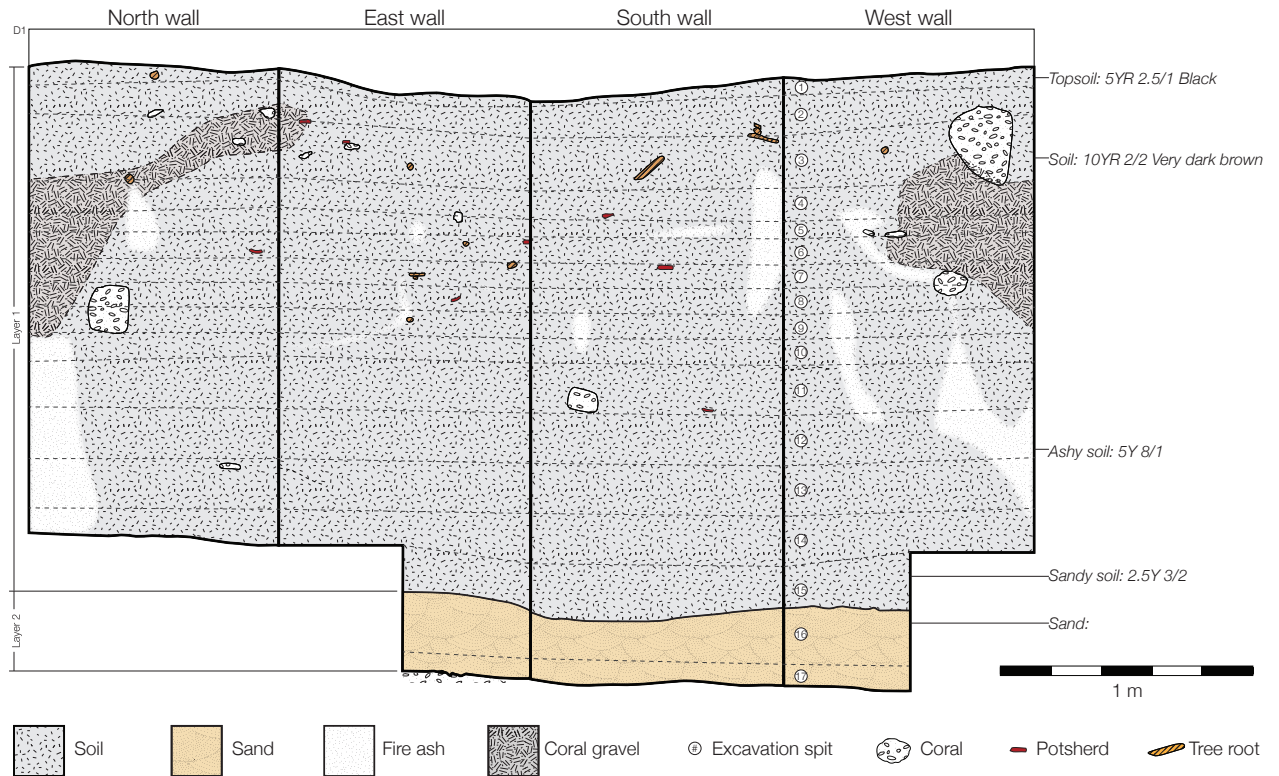 North wall East wall South wall West wall
D1
Topsoil: 5YR 2.5/1 Black
Soil: 10YR 2/2 Very dark brown
Ashy soil: 5Y 8/1
Sandy soil: 2.5Y 3/2
Sand:
Layer 1
Layer 2
1
2
3
4
5
6
7
8
9
10
11
12
13
14
15
16
17
1 m
Soil Sand Fire ash Coral gravel # Excavation spit Coral Potsherd Tree root